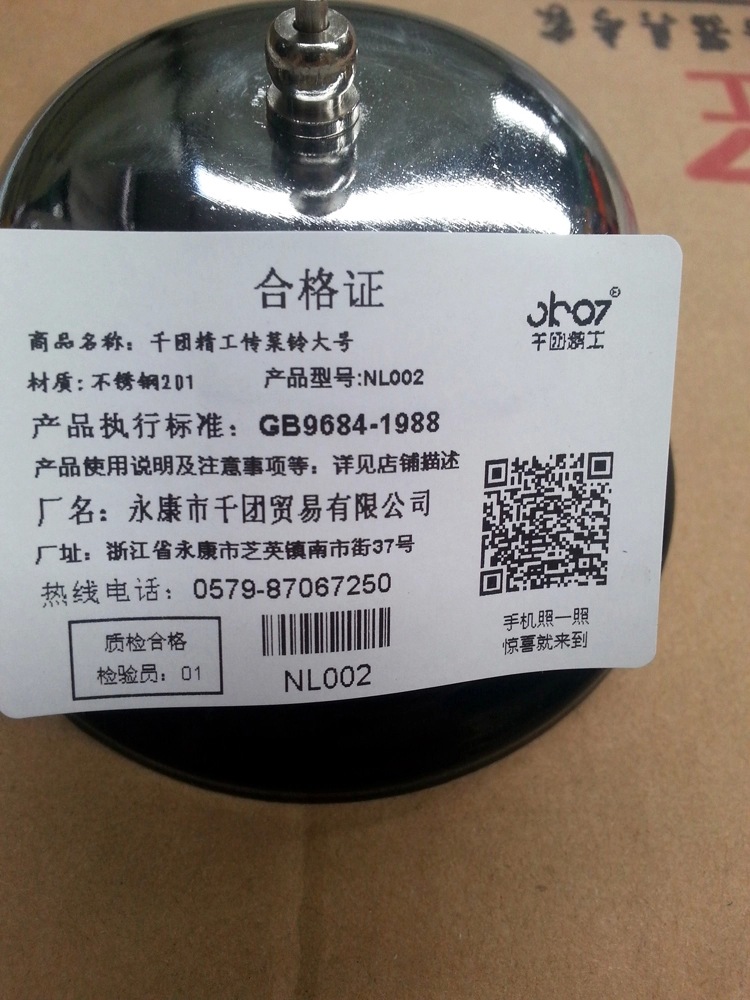 合格证
商品名称：千团精工传菜铃大号
材质：不锈钢201 产品型号:NL002
产品执行标准：GB9684-1988
产品使用说明及注意事项等：详见店铺描述
厂名：永康市千团贸易有限公司
厂址：浙江省永康市芝英镇南市街37号
热线电话：0579-87067250
质检合格
检验员：01
NL002
千团精工
手机照一照
惊喜就来到
具专家